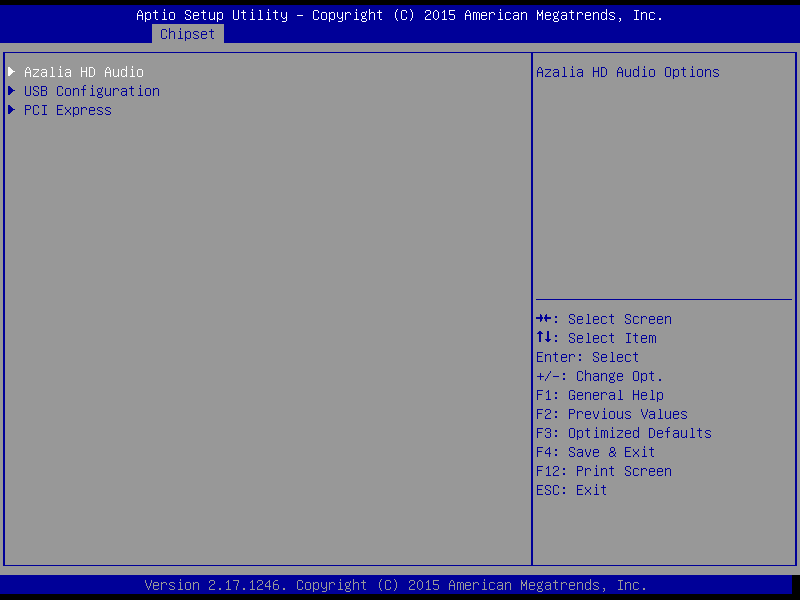 Aptio Setup Utility – Copyright (C) 2015 American Megatrends, Inc.
Chipset
Azalia HD Audio
USB Configuration
PCI Express
Azalia HD Audio Options
→←: Select Screen
↑↓: Select Item
Enter: Select
+/-: Change Opt.
F1: General Help
F2: Previous Values
F3: Optimized Defaults
F4: Save & Exit
F12: Print Screen
ESC: Exit
Version 2.17.1246. Copyright (C) 2015 American Megatrends, Inc.